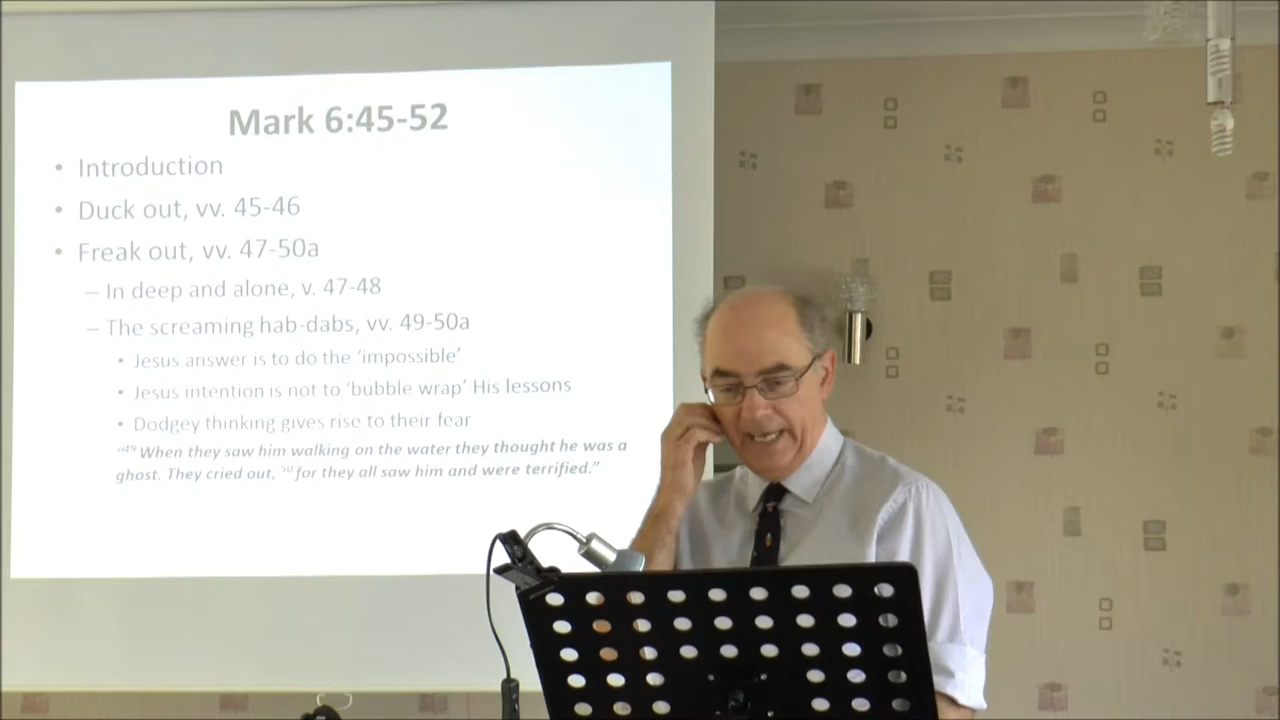 Mark 6:45-52
• Introduction
• Duck out, vv. 45-46
• Freak out, vv. 47-50a
– In deep and alone, v. 47-48
– The screaming hab-dabs, vv. 49-50a
• Jesus answer is to do the ‘impossible’
• Jesus intention is not to ‘bubble wrap’ His lessons
• Dodgey thinking gives rise to their fear
“⁴⁹ When they saw him walking on the water they thought he was a
ghost. They cried out, ⁵⁰ for they all saw him and were terrified.”